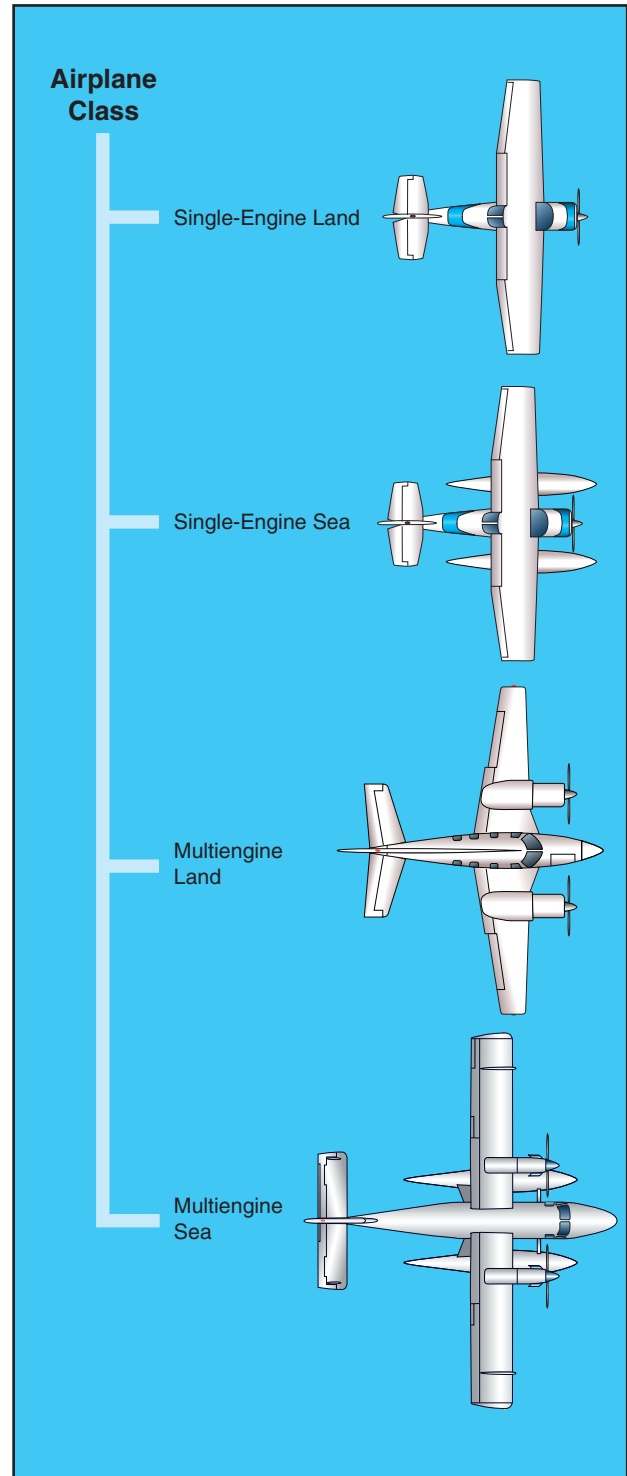 Airplane
Class
Single-Engine Land
Single-Engine Sea
Multiengine
Land
Multiengine
Sea